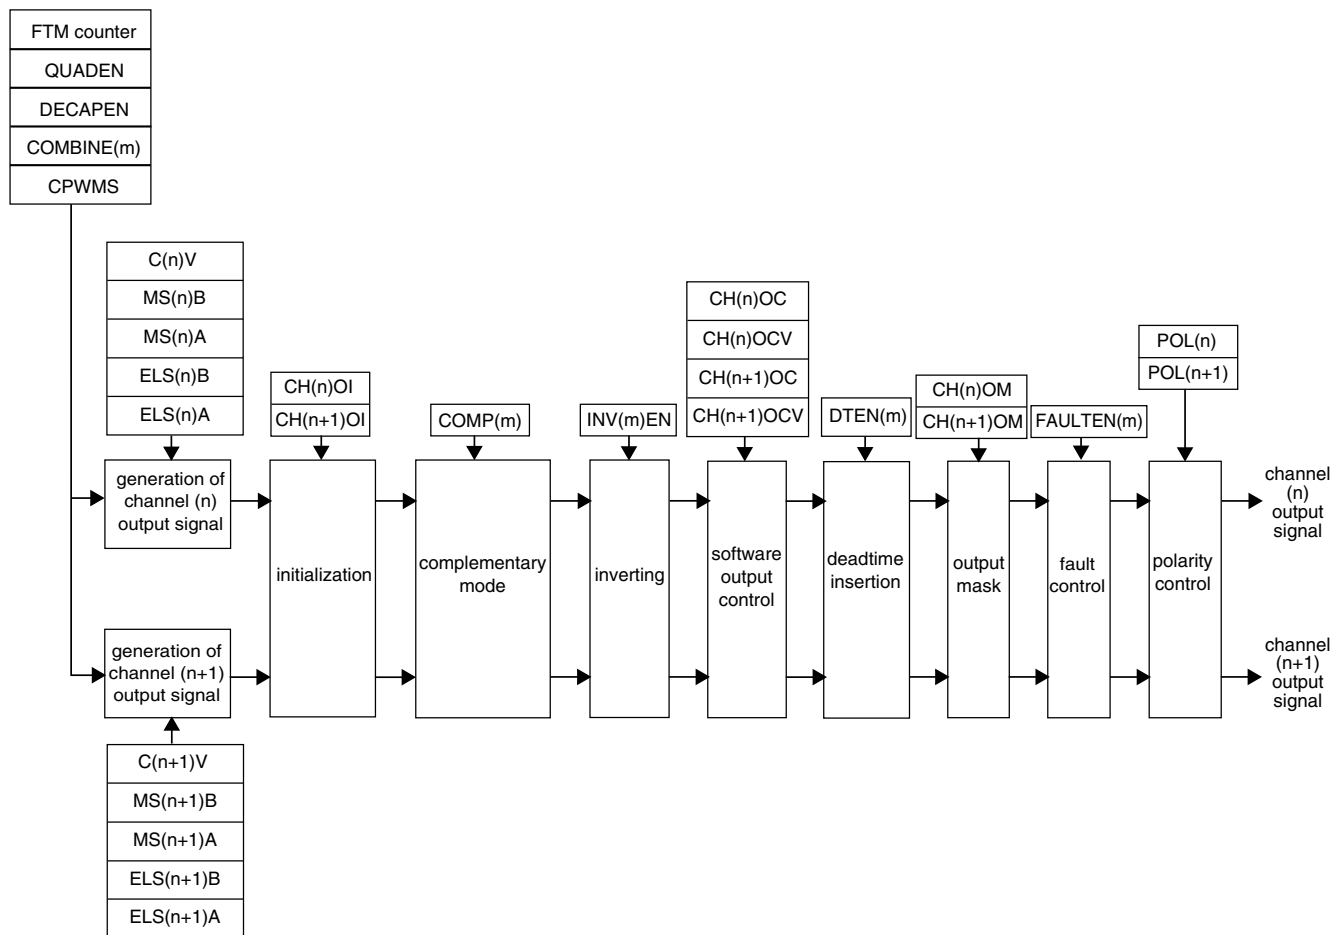 FTM counter
QUADEN
DECAPEN
COMBINE(m)
CPWMS
C(n)V
MS(n)B
MS(n)A
ELS(n)B
ELS(n)A
CH(n)OI
CH(n+1)OI
COMP(m)
INV(m)EN
CH(n)OC
CH(n)OCV
CH(n+1)OC
CH(n+1)OCV
DTEN(m)
CH(n)OM
CH(n+1)OM
FAULTEN(m)
POL(n)
POL(n+1)
generation of
channel (n)
output signal
initialization
complementary
mode
inverting
software
output
control
deadtime
insertion
output
mask
fault
control
polarity
control
channel
(n)
output
signal
generation of
channel (n+1)
output signal
channel
(n+1)
output
signal
C(n+1)V
MS(n+1)B
MS(n+1)A
ELS(n+1)B
ELS(n+1)A